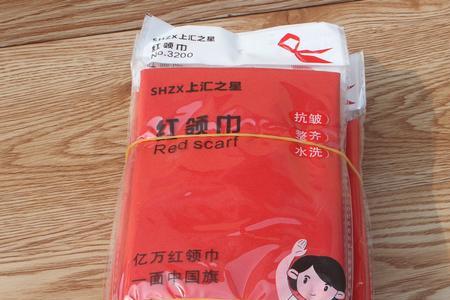 SHZX上汇之星
红领巾
NO.3200
SHZX上汇之星
红领巾
Red scarf
抗皱
整齐
水洗
亿万红领巾
一面中国旗